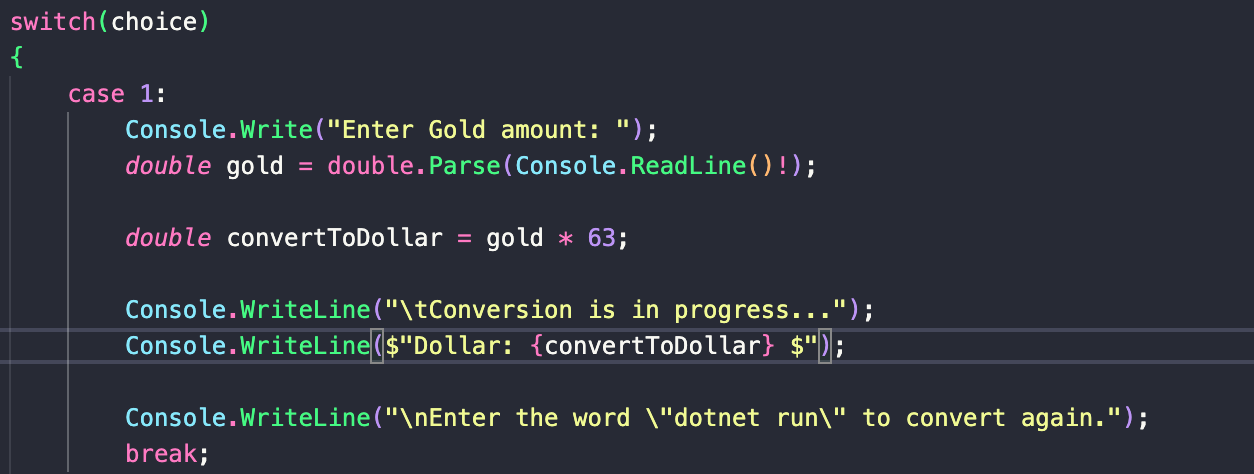 switch(choice)
{
case 1:
Console.Write("Enter Gold amount: ");
double gold = double.Parse(Console.ReadLine()!);
double convertToDollar = gold * 63;
Console.WriteLine("\tConversion is in progress...");
Console.WriteLine($"Dollar: {convertToDollar} $");
Console.WriteLine("\nEnter the word \"dotnet run\" to convert again.");
break;